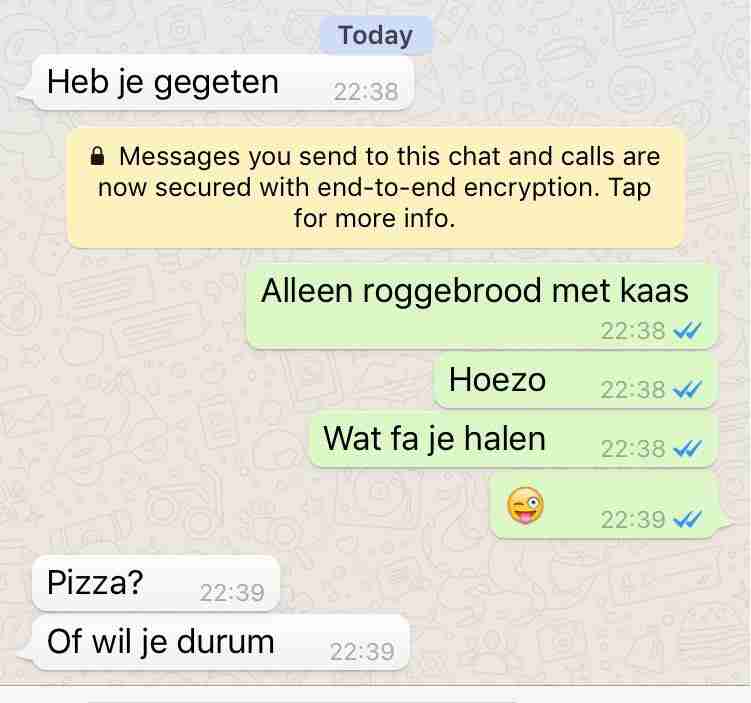 Today
Heb je gegeten 22:38
Messages you send to this chat and calls are
now secured with end-to-end encryption. Tap
for more info.
Alleen roggebrood met kaas
22:38
Hoezo 22:38
Wat fa je halen 22:38
22:39
Pizza? 22:39
Of wil je durum 22:39